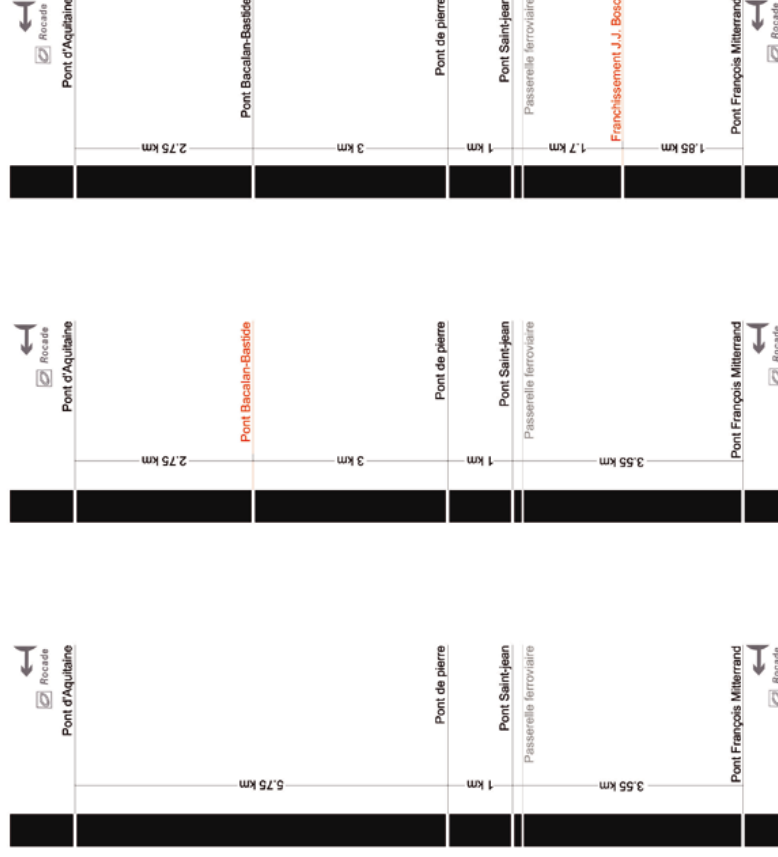 Rocade
Pont d'Aquitaine
Pont Bacalan-Bastide
Pont de pierre
Pont Saint-jean
Passerelle ferroviaire
Franchissement J.J. Bosc
Pont François Mitterrand
Rocade
2.75 km
3 km
1 km
1.7 km
1.85 km
Rocade
Pont d'Aquitaine
Pont Bacalan-Bastide
Pont de pierre
Pont Saint-jean
Passerelle ferroviaire
Pont François Mitterrand
Rocade
2.75 km
3 km
1 km
3.55 km
Rocade
Pont d'Aquitaine
Pont de pierre
Pont Saint-jean
Passerelle ferroviaire
Pont François Mitterrand
Rocade
5.75 km
1 km
3.55 km